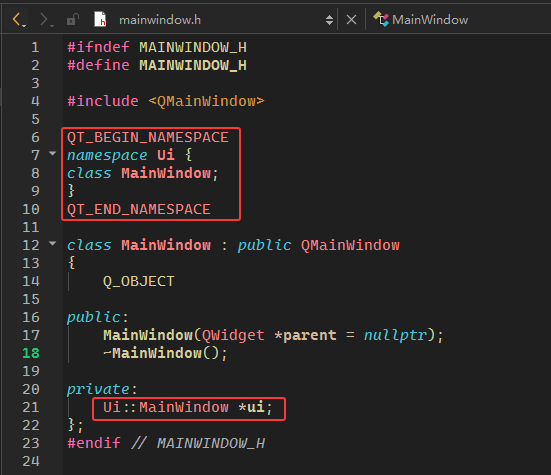 mainwindow.h MainWindow
1 #ifndef MAINWINDOW_H
2 #define MAINWINDOW_H
3
4 #include <QMainWindow>
5
6 QT_BEGIN_NAMESPACE
7 namespace Ui {
8 class MainWindow;
9 }
10 QT_END_NAMESPACE
11
12 class MainWindow : public QMainWindow
13 {
14     Q_OBJECT
15
16 public:
17     MainWindow(QWidget *parent = nullptr);
18     ~MainWindow();
19
20 private:
21     Ui::MainWindow *ui;
22 };
23 #endif // MAINWINDOW_H
24